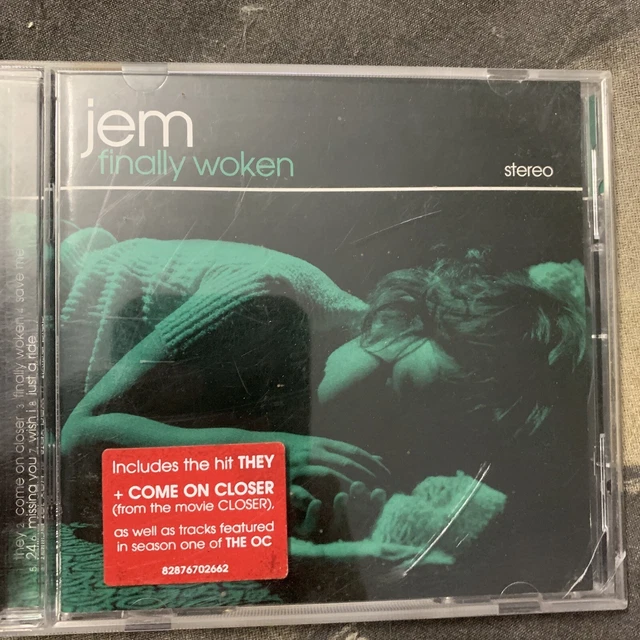 jem
finally woken
stereo
they 2. come on closer 3. finally woken 4. save me
5. 24 6. missing you 7. wish i 8. just a ride
Includes the hit THEY
+ COME ON CLOSER
(from the movie CLOSER),
as well as tracks featured
in season one of THE OC
82876702662